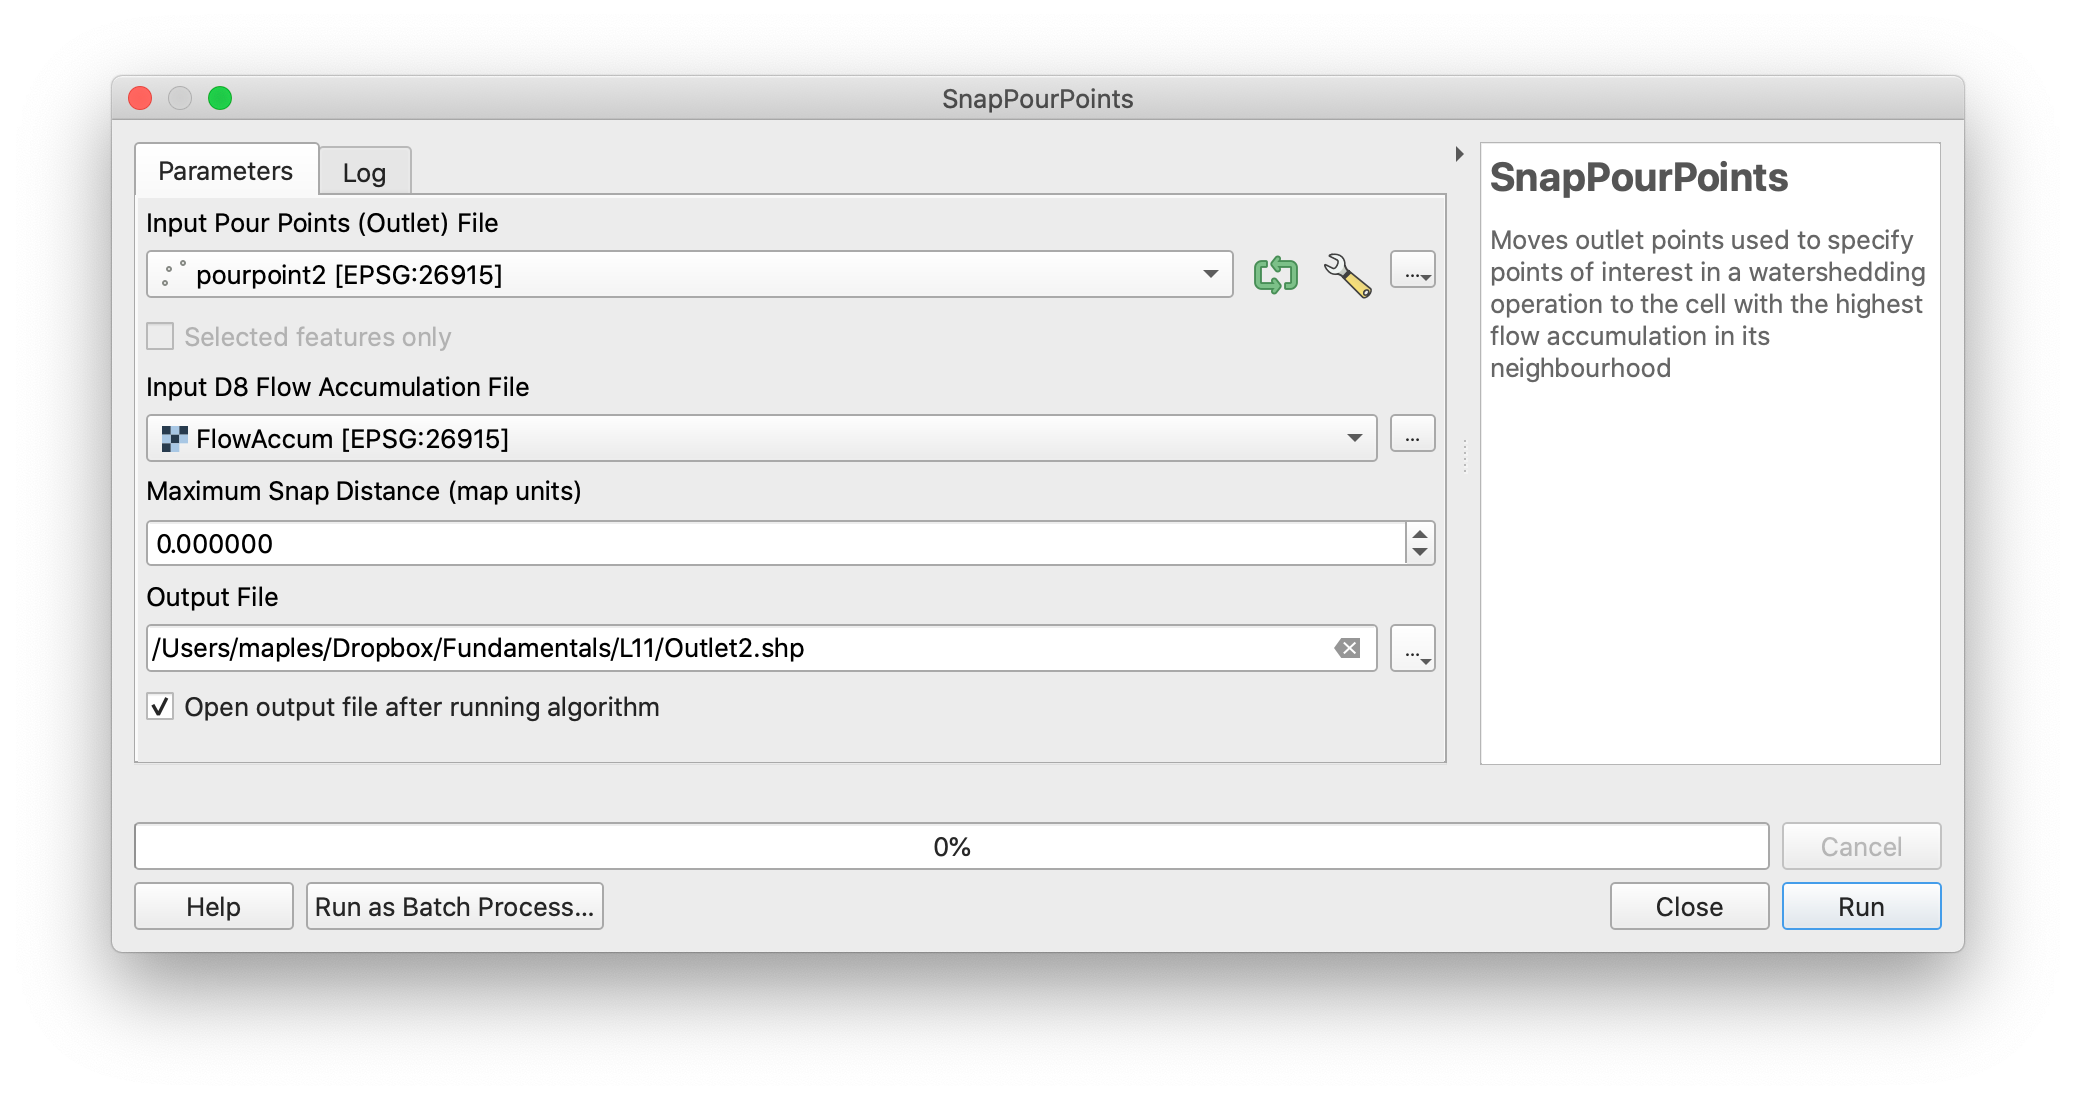 SnapPourPoints
Parameters
Log
Input Pour Points (Outlet) File
pourpoint2 [EPSG:26915]
...
Selected features only
Input D8 Flow Accumulation File
FlowAccum [EPSG:26915]
...
Maximum Snap Distance (map units)
0.000000
Output File
/Users/maples/Dropbox/Fundamentals/L11/Outlet2.shp
...
Open output file after running algorithm
SnapPourPoints
Moves outlet points used to specify
points of interest in a watershedding
operation to the cell with the highest
flow accumulation in its
neighbourhood
0%
Cancel
Help
Run as Batch Process...
Close
Run